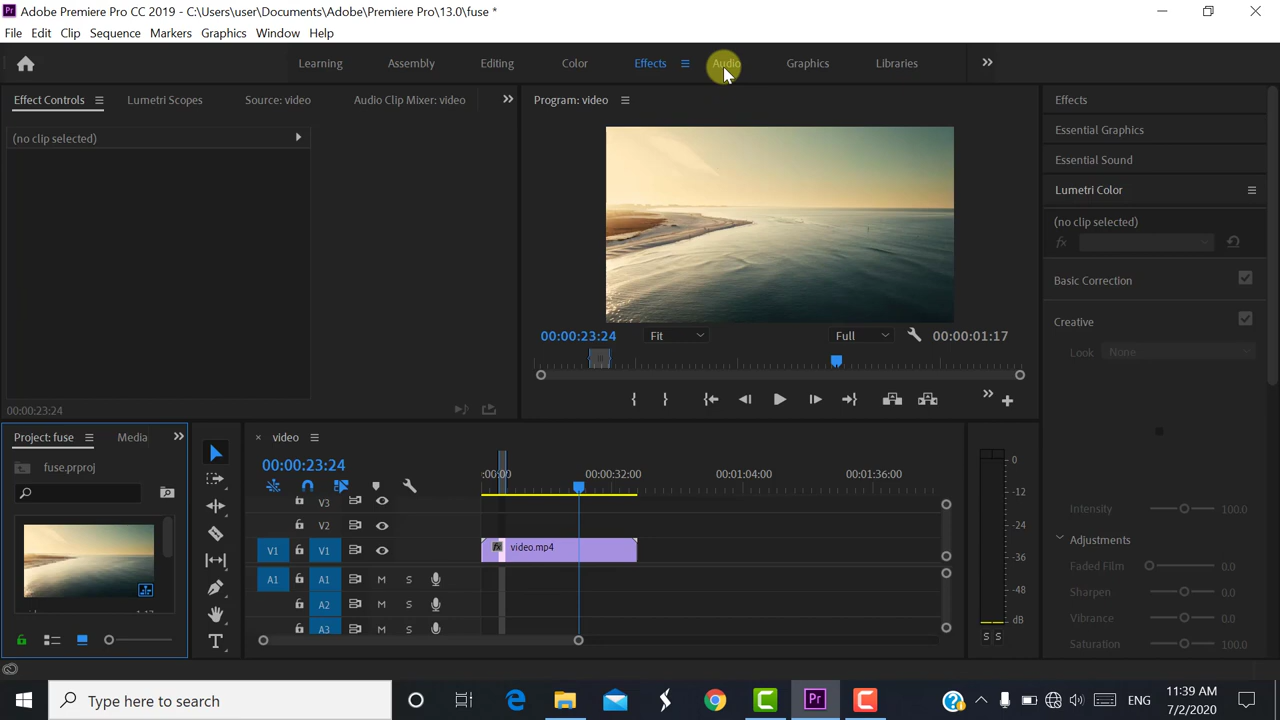 Adobe Premiere Pro CC 2019 - C:\Users\user\Documents\Adobe\Premiere Pro\13.0\fuse *
File Edit Clip Sequence Markers Graphics Window Help
Learning Assembly Editing Color Effects Audio Graphics Libraries
Effect Controls Lumetri Scopes Source: video Audio Clip Mixer: video
(no clip selected)
00:00:23:24
Program: video
00:00:23:24 Fit Full 00:00:01:17
Effects
Essential Graphics
Essential Sound
Lumetri Color
(no clip selected)
fx
Basic Correction
Creative
Look None
Intensity 100.0
Adjustments
Faded Film 0.0
Sharpen 0.0
Vibrance 0.0
Saturation 100.0
Project: fuse Media
fuse.prproj
1:17
video
00:00:23:24
:00:00 00:00:32:00 00:01:04:00 00:01:36:00
V3
V2
V1 V1 fx video.mp4
A1 A1 M S
A2 M S
A3 M S
T
0
-12
-24
-36
-48
dB
S S
Type here to search
ENG
11:39 AM
7/2/2020